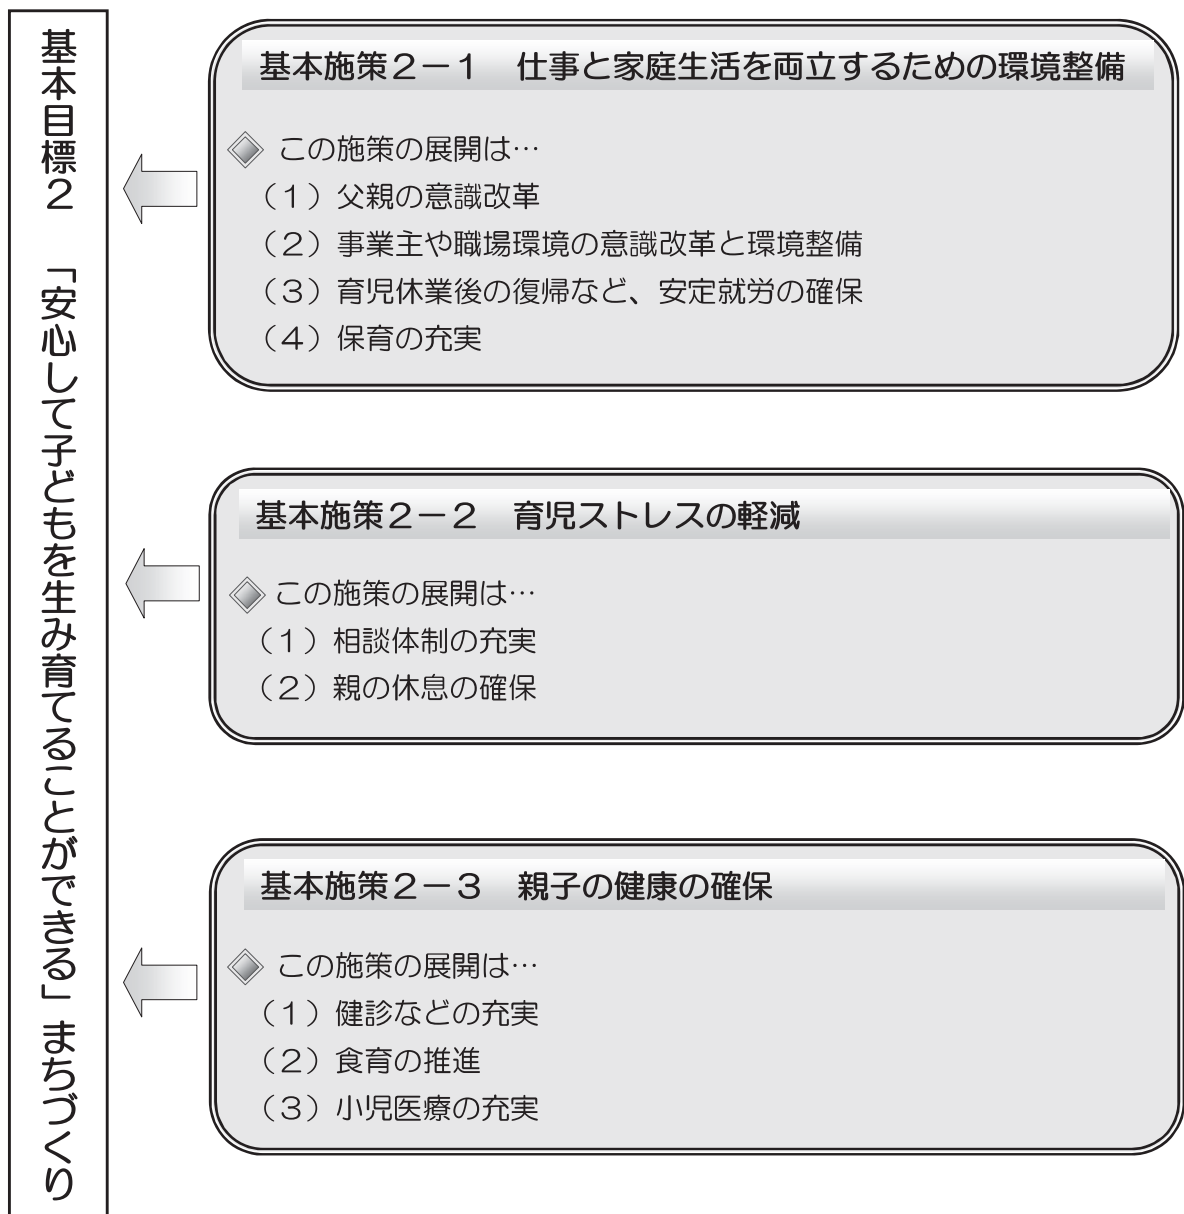 基本目標２　「安心して子どもを生み育てることができる」まちづくり
基本施策２－１　仕事と家庭生活を両立するための環境整備
この施策の展開は…
（１）父親の意識改革
（２）事業主や職場環境の意識改革と環境整備
（３）育児休業後の復帰など、安定就労の確保
（４）保育の充実
基本施策２－２　育児ストレスの軽減
この施策の展開は…
（１）相談体制の充実
（２）親の休息の確保
基本施策２－３　親子の健康の確保
この施策の展開は…
（１）健診などの充実
（２）食育の推進
（３）小児医療の充実